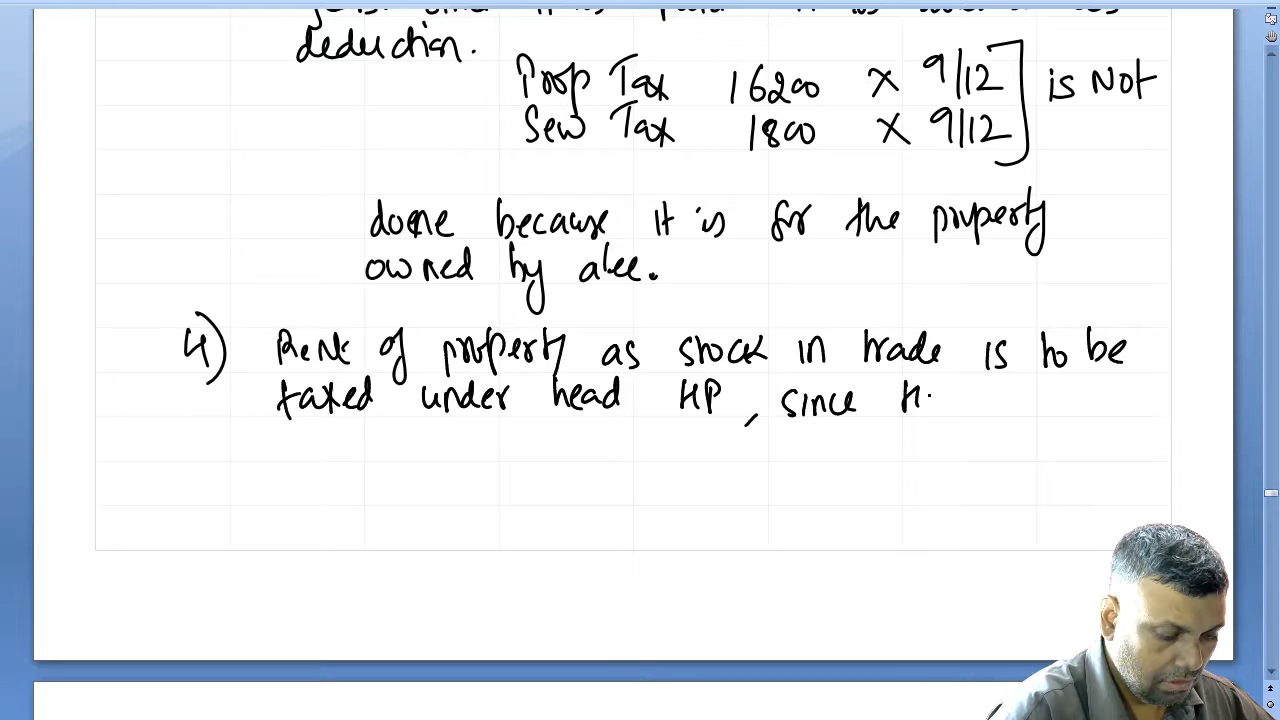 deduction.
Prop Tax 16200 X 9/12 ] is Not
Sew Tax 1800 X 9/12
done because it is for the property
owned by
4) Rent of property as stock in trade is to be
taxed under head HP, since